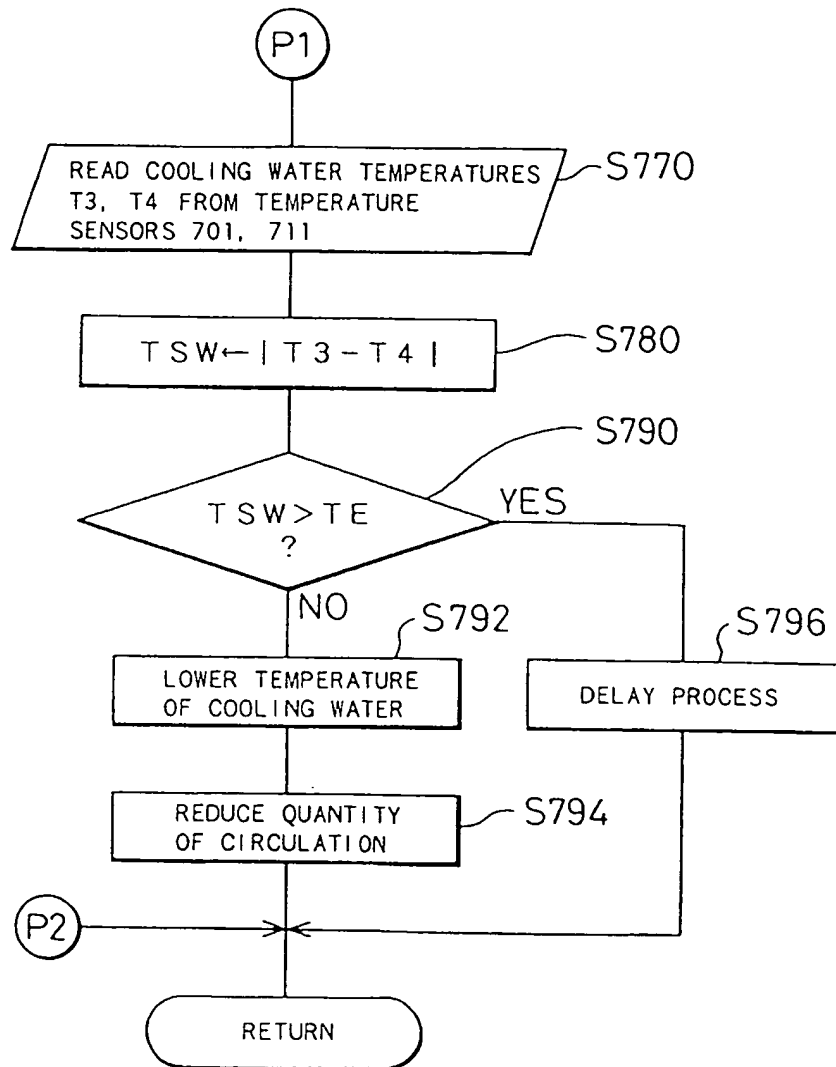 P1
READ COOLING WATER TEMPERATURES
T3, T4 FROM TEMPERATURE
SENSORS 701, 711
S770
TSW←|T3-T4|
S780
S790
TSW>TE
?
YES
NO
S792
LOWER TEMPERATURE
OF COOLING WATER
S796
DELAY PROCESS
REDUCE QUANTITY
OF CIRCULATION
S794
P2
RETURN